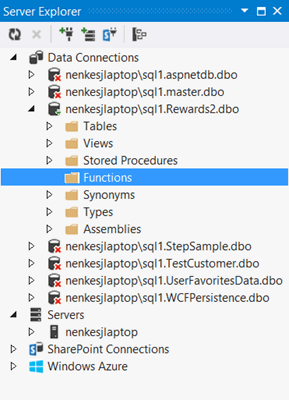 Server Explorer
Data Connections
nenkesjlaptop\sql1.aspnetdb.dbo
nenkesjlaptop\sql1.master.dbo
nenkesjlaptop\sql1.Rewards2.dbo
Tables
Views
Stored Procedures
Functions
Synonyms
Types
Assemblies
nenkesjlaptop\sql1.StepSample.dbo
nenkesjlaptop\sql1.TestCustomer.dbo
nenkesjlaptop\sql1.UserFavoritesData.dbo
nenkesjlaptop\sql1.WCFPersistence.dbo
Servers
nenkesjlaptop
SharePoint Connections
Windows Azure